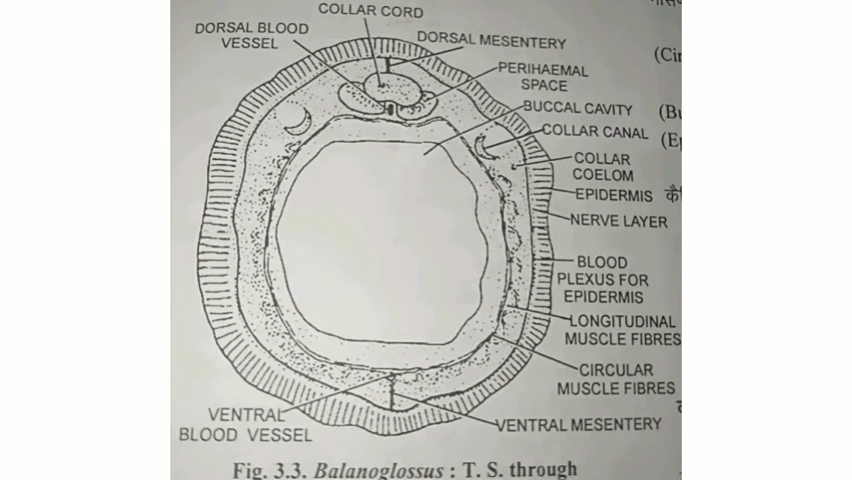 COLLAR CORD
DORSAL BLOOD
VESSEL
DORSAL MESENTERY
PERIHAEMAL
SPACE
BUCCAL CAVITY
COLLAR CANAL
COLLAR
COELOM
EPIDERMIS
NERVE LAYER
BLOOD
PLEXUS FOR
EPIDERMIS
LONGITUDINAL
MUSCLE FIBRES
CIRCULAR
MUSCLE FIBRES
VENTRAL
BLOOD VESSEL
VENTRAL MESENTERY
Fig. 3.3. Balanoglossus : T. S. through